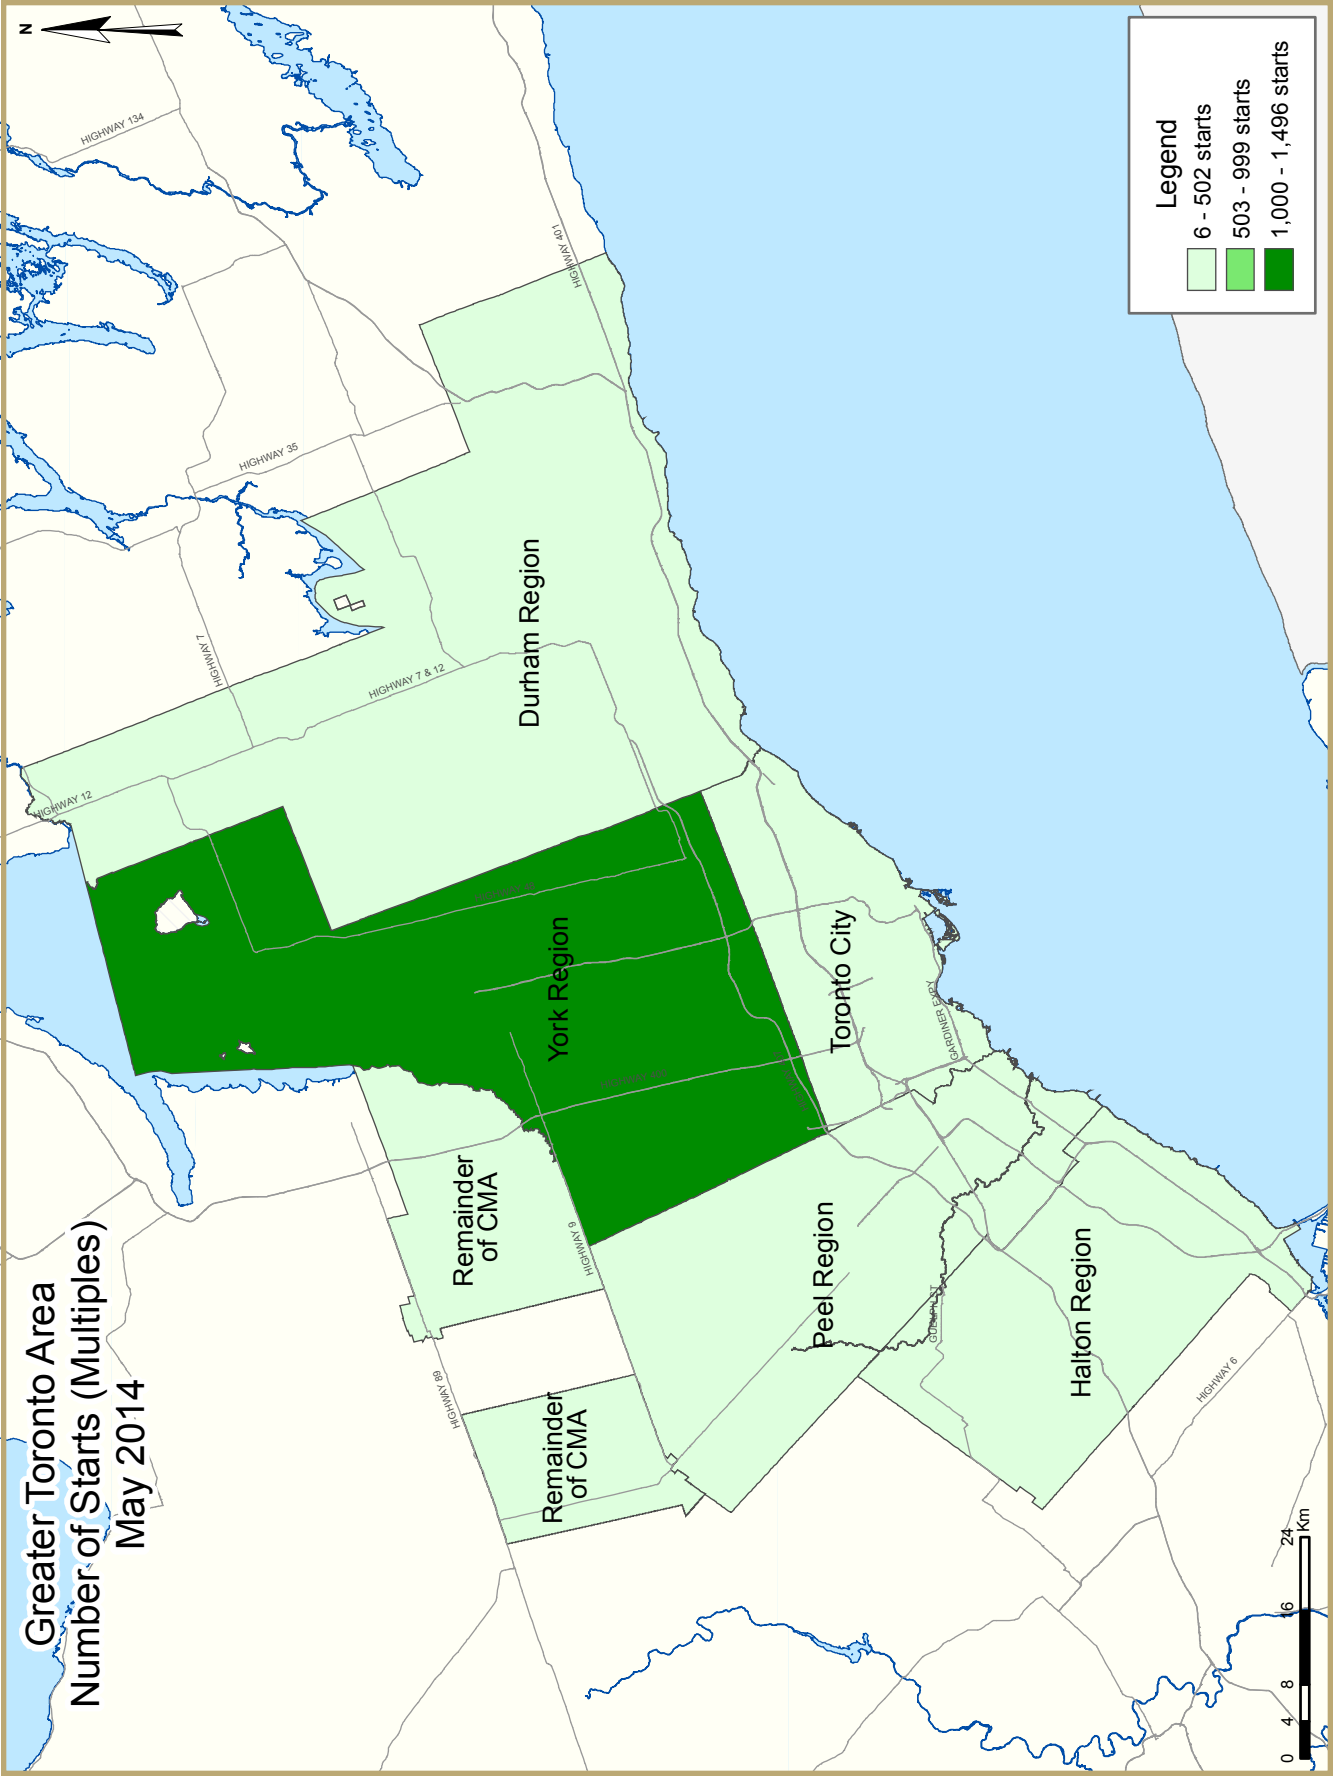 Greater Toronto Area
Number of Starts (Multiples)
May 2014
N
HIGHWAY 134
HIGHWAY 35
HIGHWAY 7
HIGHWAY 12
HIGHWAY 7 & 12
HIGHWAY 401
Durham Region
York Region
Toronto City
GARDINER EXPY
Remainder
of CMA
HIGHWAY 9
HIGHWAY 89
Remainder
of CMA
Peel Region
Halton Region
HIGHWAY 6
Legend
6 - 502 starts
503 - 999 starts
1,000 - 1,496 starts
0 4 8 16 24
Km